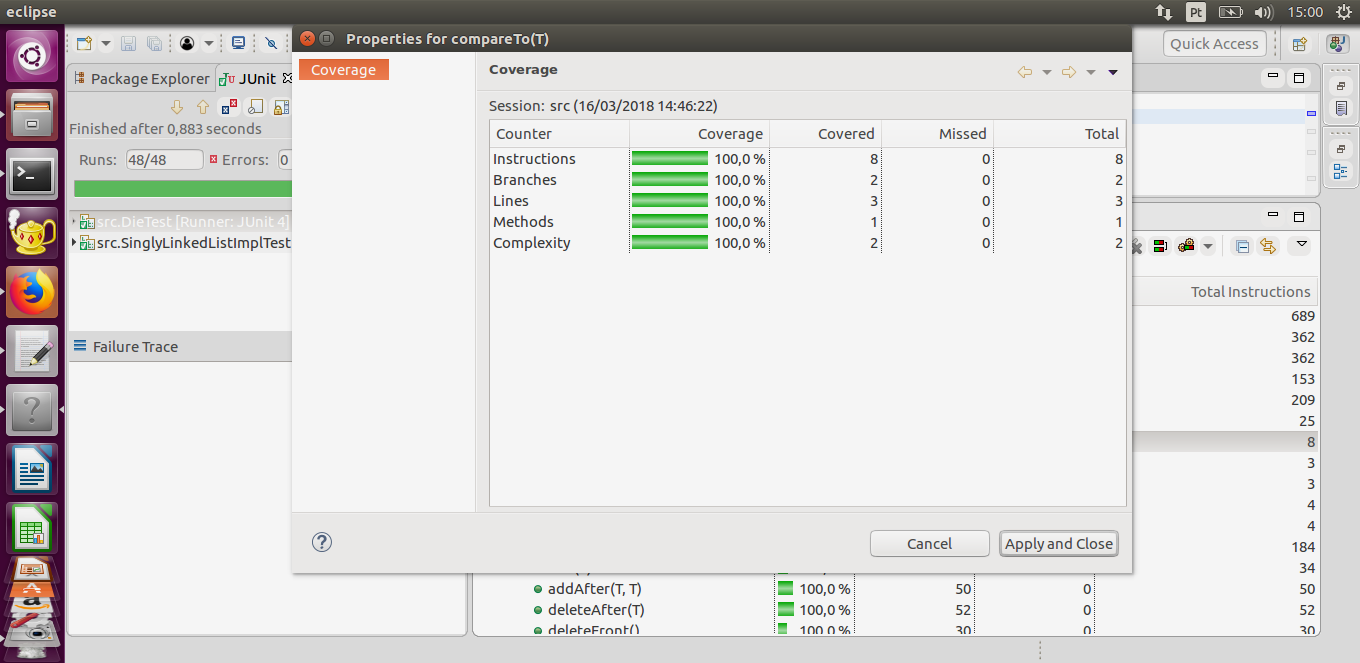 eclipse
Pt
15:00
Properties for compareTo(T)
Quick Access
Package Explorer
JUnit
Finished after 0,883 seconds
Runs: 48/48
Errors: 0
src.DieTest [Runner: JUnit 4]
src.SinglyLinkedListImplTest
Failure Trace
Coverage
Coverage
Session: src (16/03/2018 14:46:22)
Counter Coverage Covered Missed Total
Instructions 100,0 % 8 0 8
Branches 100,0 % 2 0 2
Lines 100,0 % 3 0 3
Methods 100,0 % 1 0 1
Complexity 100,0 % 2 0 2
Cancel
Apply and Close
Total Instructions
689
362
362
153
209
25
8
3
3
4
4
184
34
addAfter(T, T) 100,0 % 50 0 50
deleteAfter(T) 100,0 % 52 0 52
deleteFront() 100,0 % 30 0 30